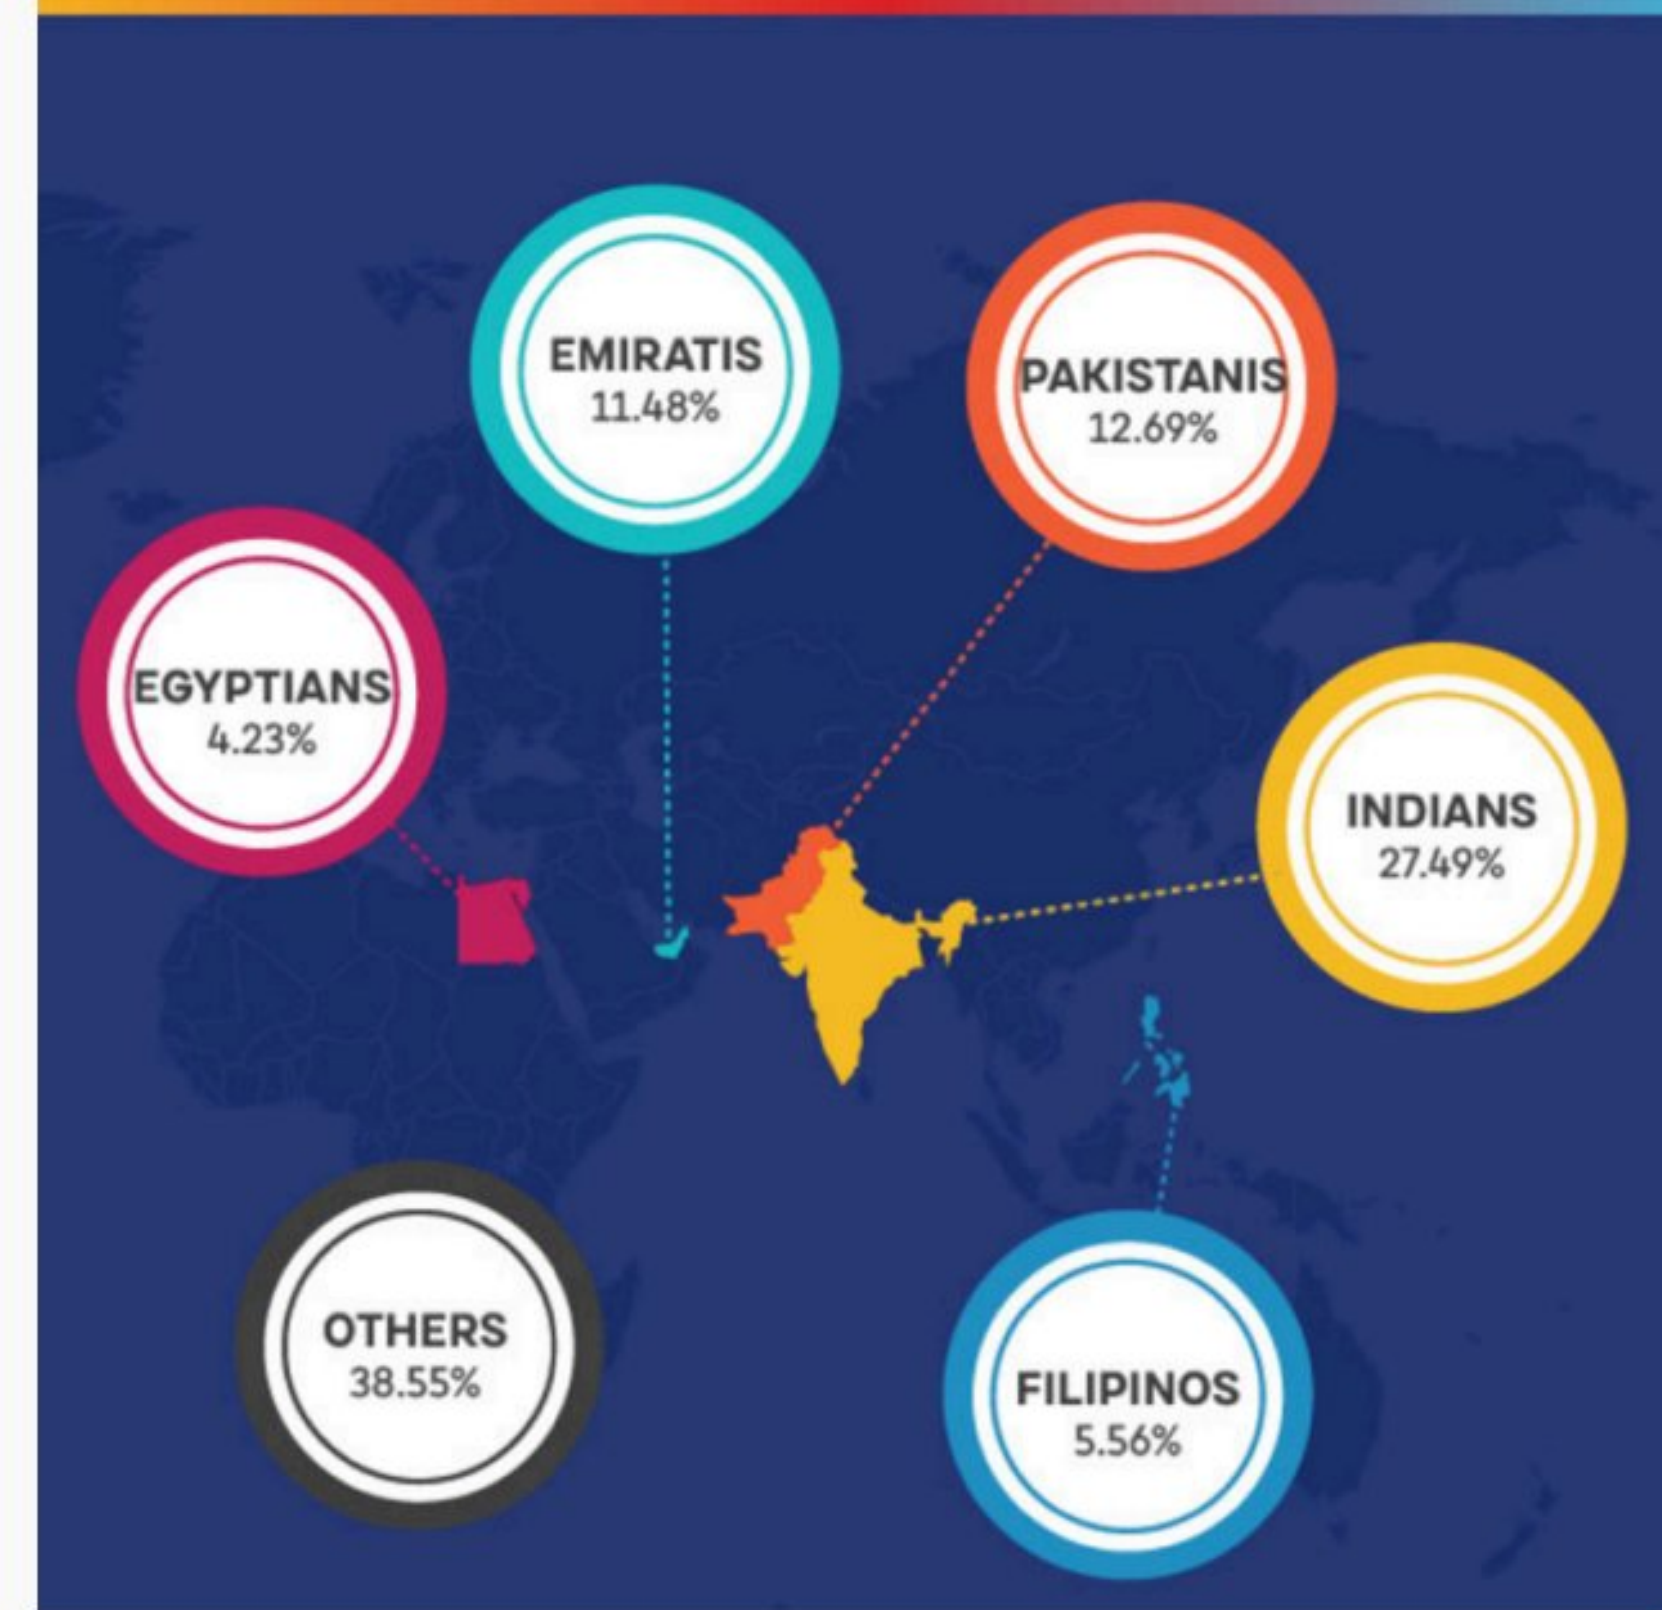 EMIRATIS
11.48%
PAKISTANIS
12.69%
EGYPTIANS
4.23%
INDIANS
27.49%
OTHERS
38.55%
FILIPINOS
5.56%